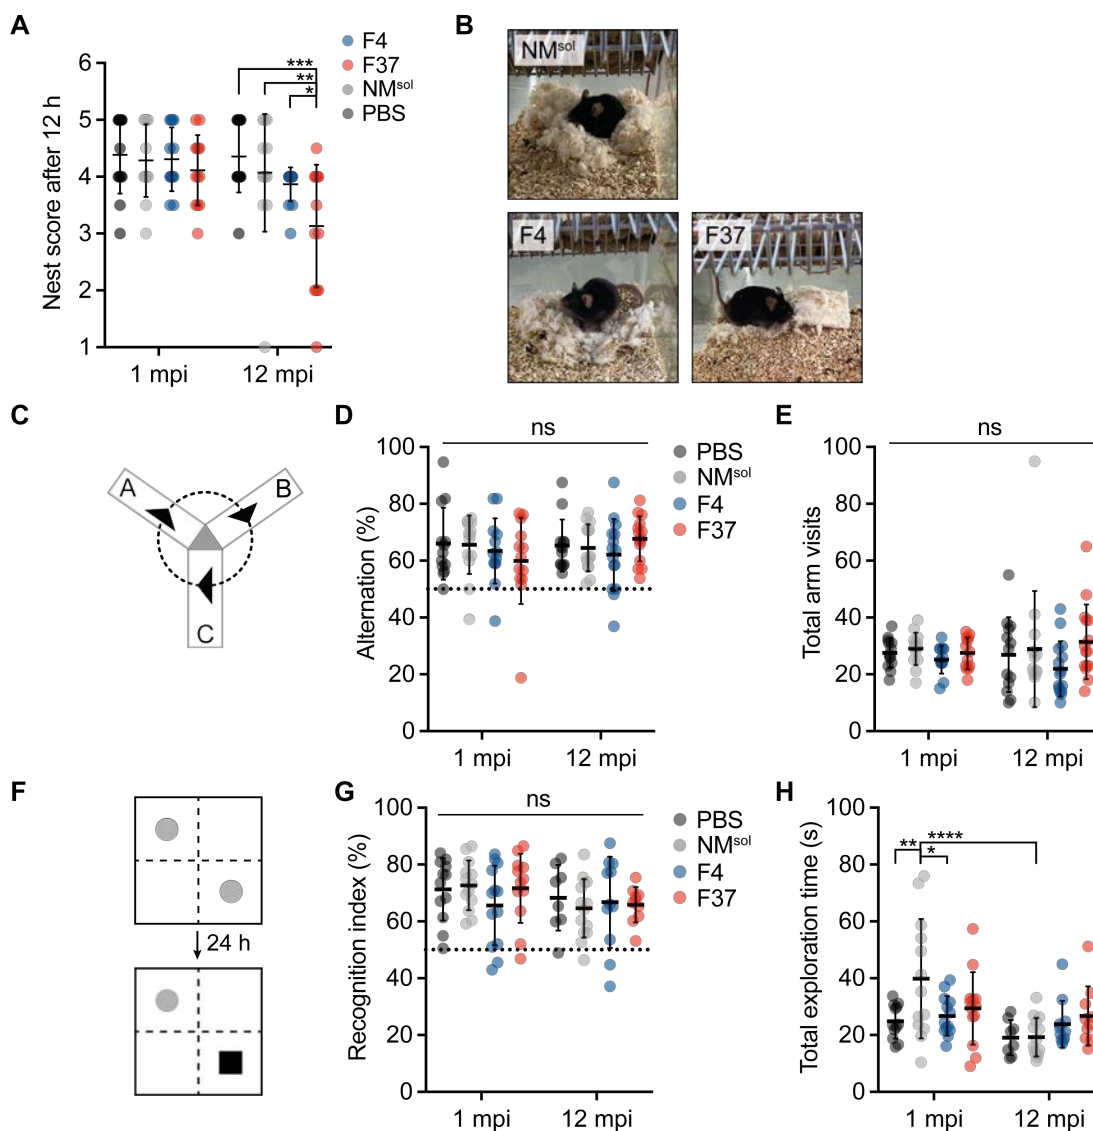 A
Nest score after 12 h
6
5
4
3
2
1
1 mpi
12 mpi
***
**
*
F4
F37
NMsol
PBS
B
NMsol
F4
F37
C
A
B
C
D
ns
Alternation (%)
100
80
60
40
20
0
1 mpi
12 mpi
PBS
NMsol
F4
F37
E
ns
Total arm visits
100
80
60
40
20
0
1 mpi
12 mpi
F
24 h
G
ns
Recognition index (%)
100
80
60
40
20
0
1 mpi
12 mpi
PBS
NMsol
F4
F37
H
Total exploration time (s)
100
80
60
40
20
0
**
*
****
1 mpi
12 mpi